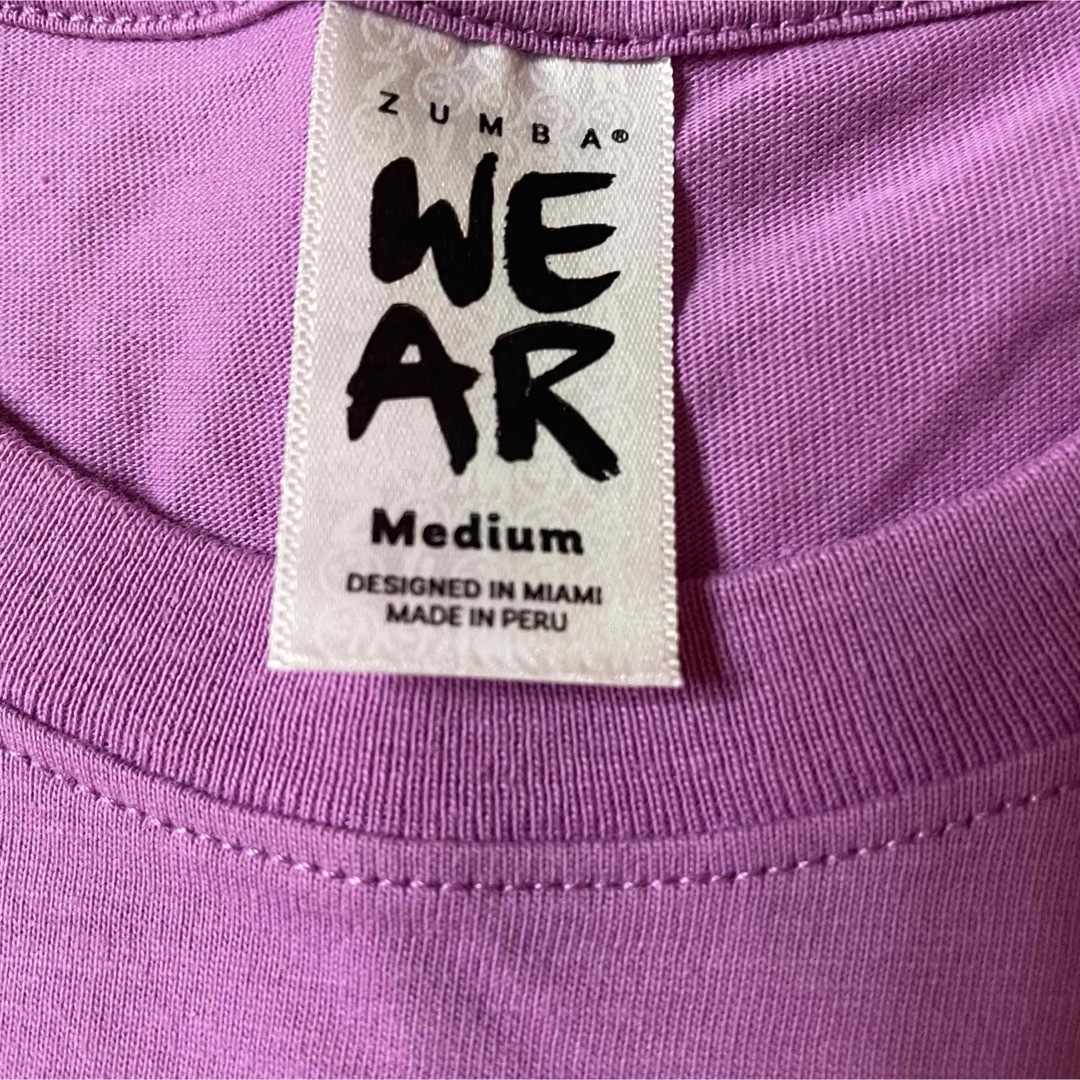 ZUMBA®
WE
AR
Medium
DESIGNED IN MIAMI
MADE IN PERU